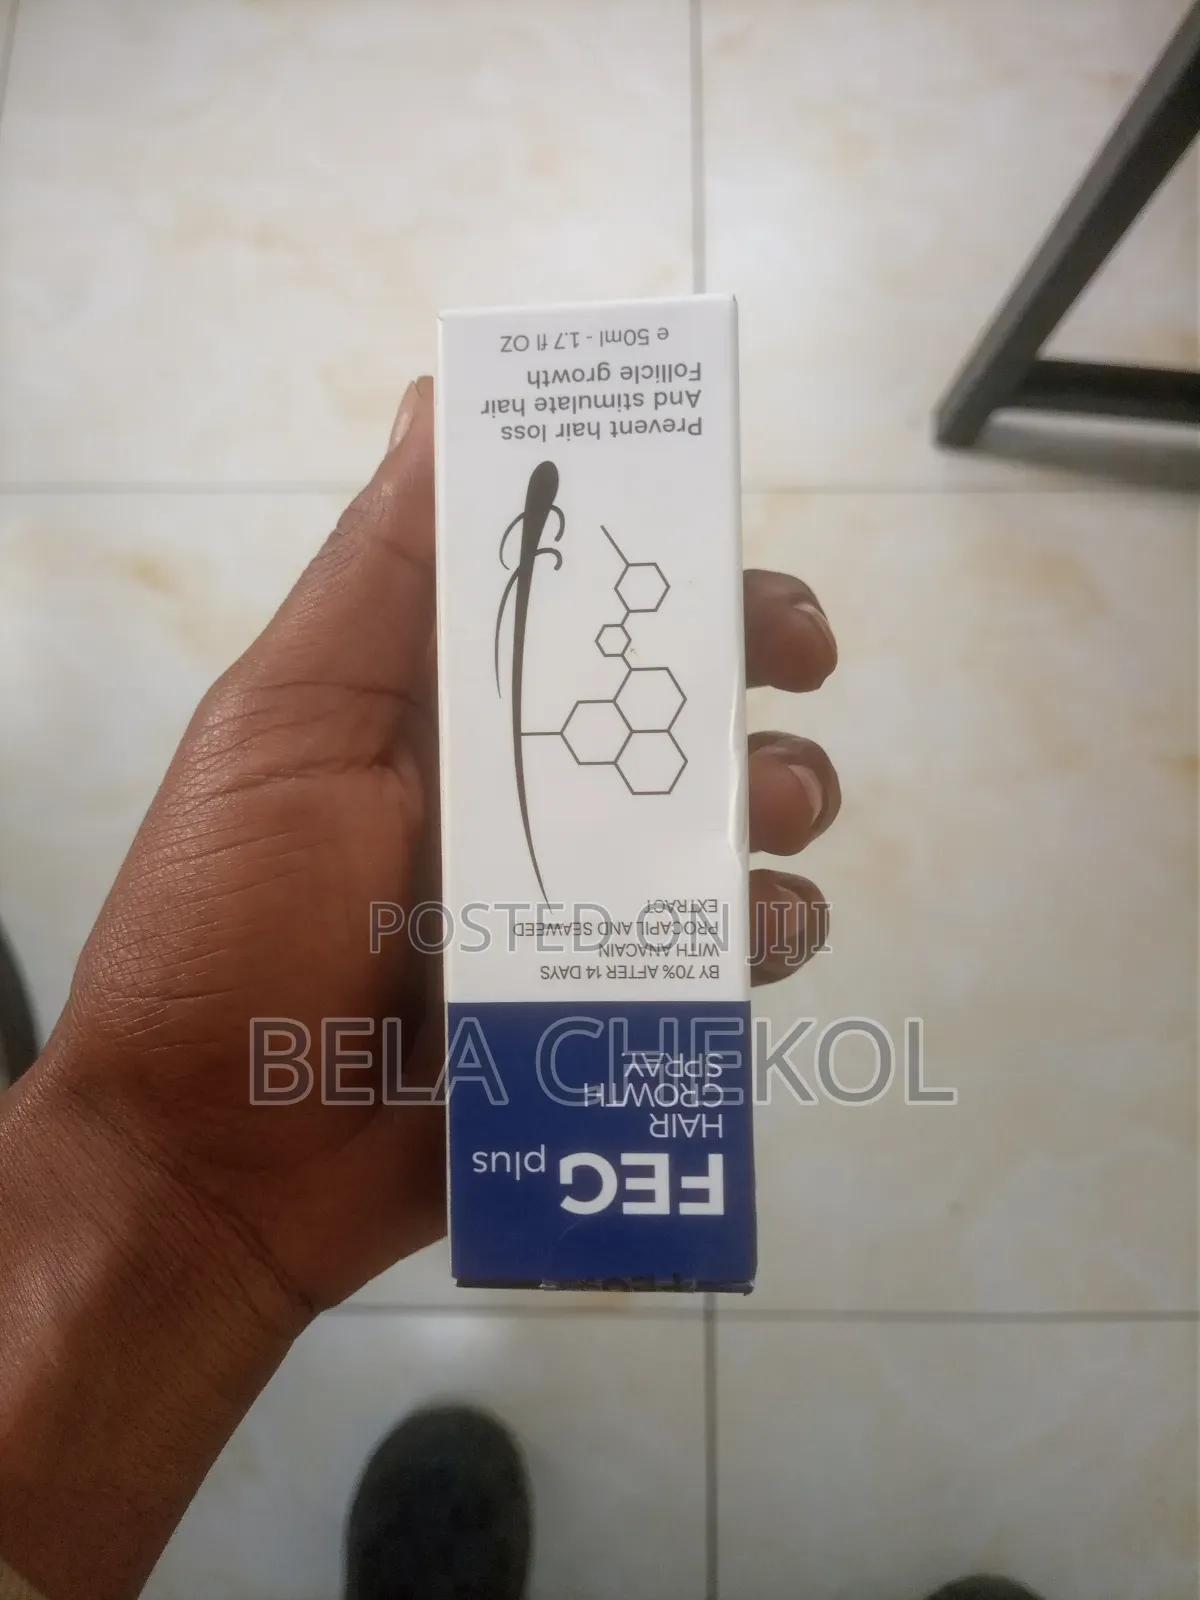 FEG plus
HAIR
GROWTH
SPRAY
BY 70% AFTER 14 DAYS
WITH ANACAIN
PROCAPIL AND SEAWEED
EXTRACT
Prevent hair loss
And stimulate hair
Follicle growth
e 50ml - 1.7 fl OZ
POSTED ON JIJI
BELA CHEKOL